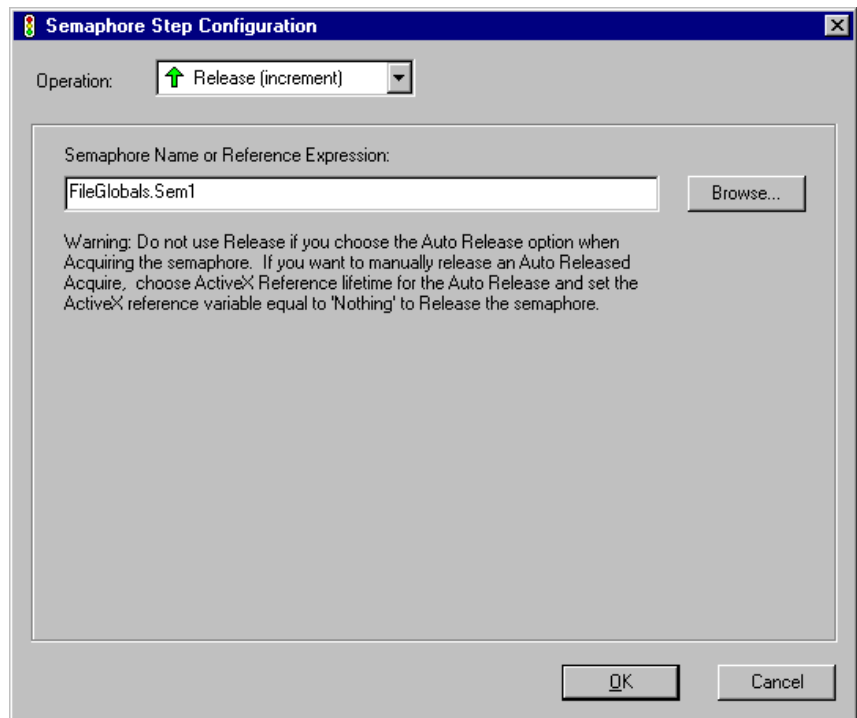 Semaphore Step Configuration
Operation:
Release (increment)
Semaphore Name or Reference Expression:
FileGlobals.Sem1
Browse...
Warning: Do not use Release if you choose the Auto Release option when
Acquiring the semaphore.  If you want to manually release an Auto Released
Acquire,  choose ActiveX Reference lifetime for the Auto Release and set the
ActiveX reference variable equal to 'Nothing' to Release the semaphore.
OK
Cancel